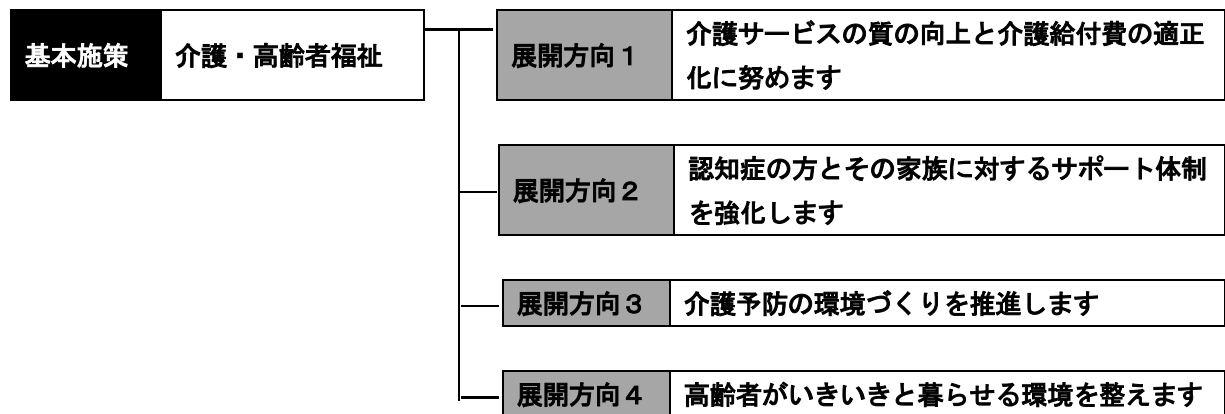 基本施策 介護・高齢者福祉
展開方向1 介護サービスの質の向上と介護給付費の適正
化に努めます
展開方向2 認知症の方とその家族に対するサポート体制
を強化します
展開方向3 介護予防の環境づくりを推進します
展開方向4 高齢者がいきいきと暮らせる環境を整えます